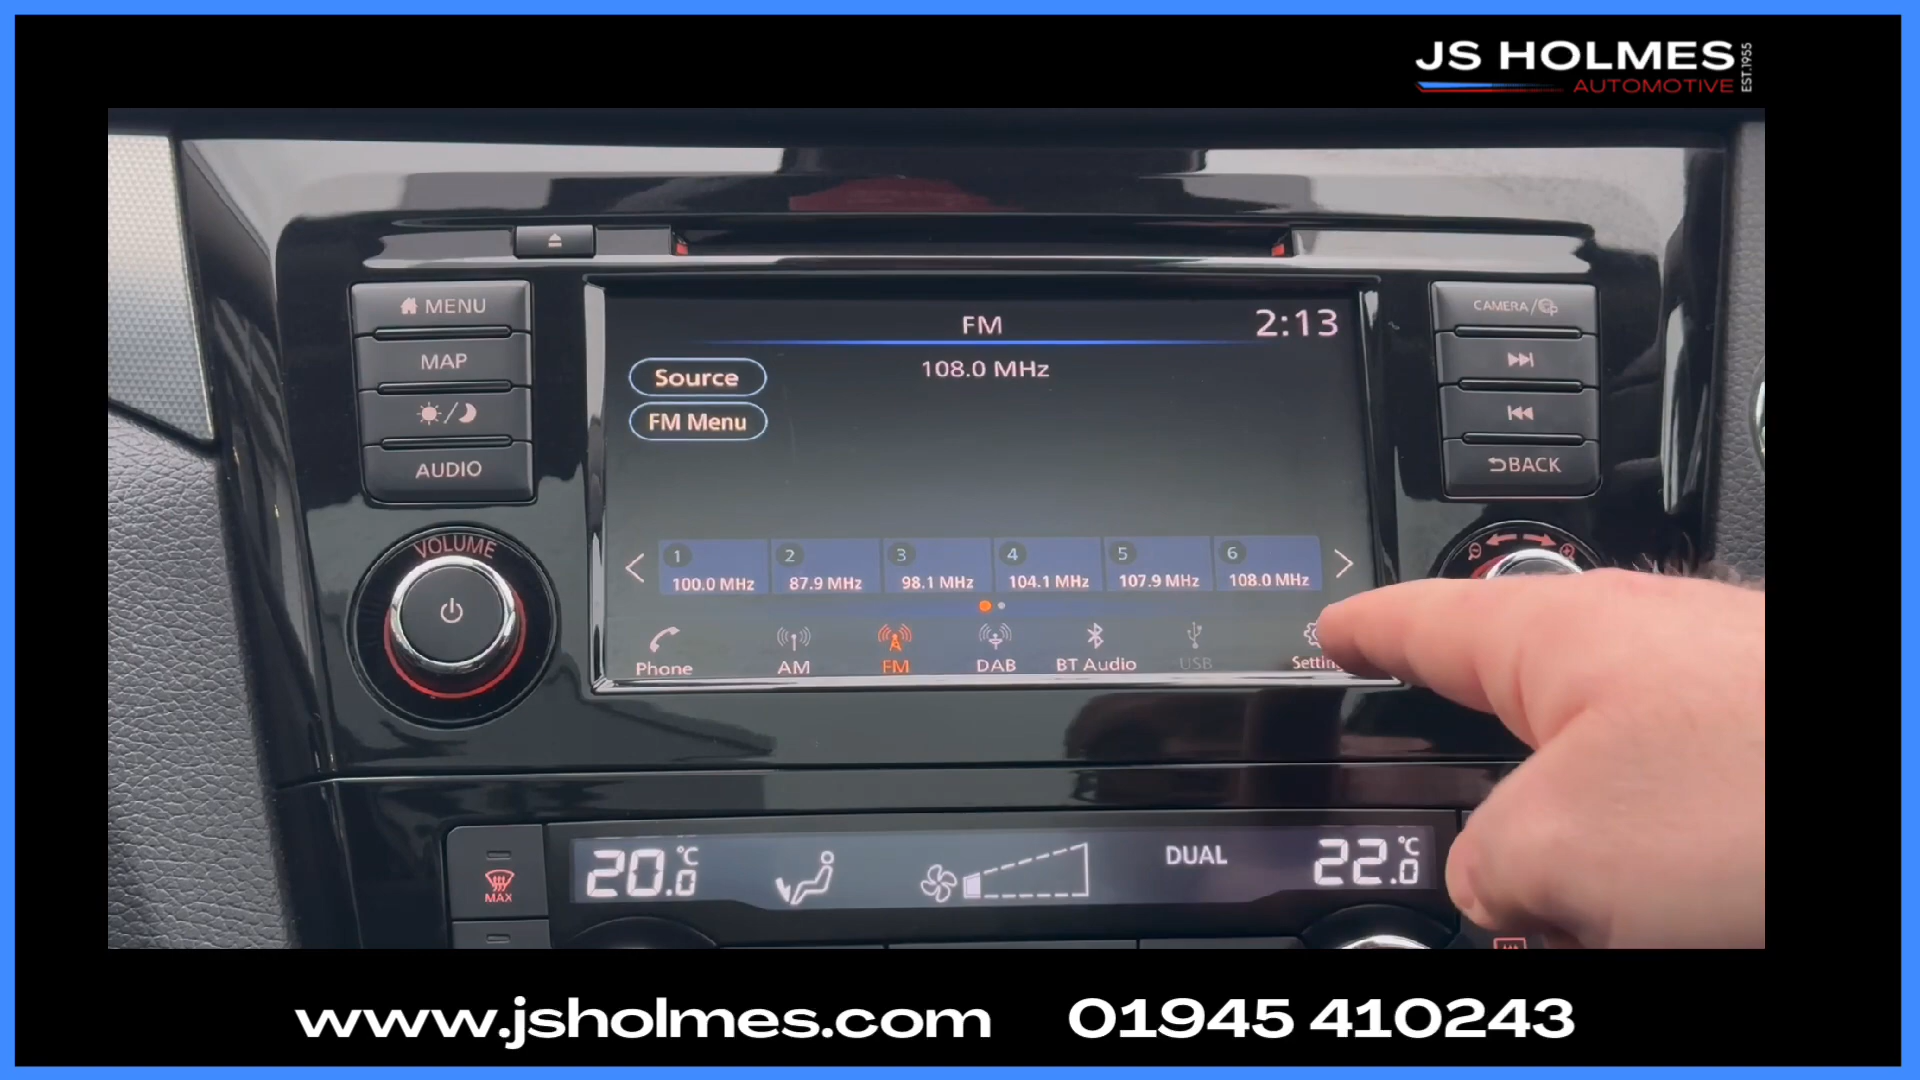 JS HOLMES
AUTOMOTIVE
EST.1955
MENU
MAP
AUDIO
VOLUME
FM
2:13
Source
108.0 MHz
FM Menu
1
100.0 MHz
2
87.9 MHz
3
98.1 MHz
4
104.1 MHz
5
107.9 MHz
6
108.0 MHz
Phone
AM
FM
DAB
BT Audio
USB
Setting
CAMERA/
BACK
MAX
20.0 °C
DUAL
22.0 °C
www.jsholmes.com
01945 410243